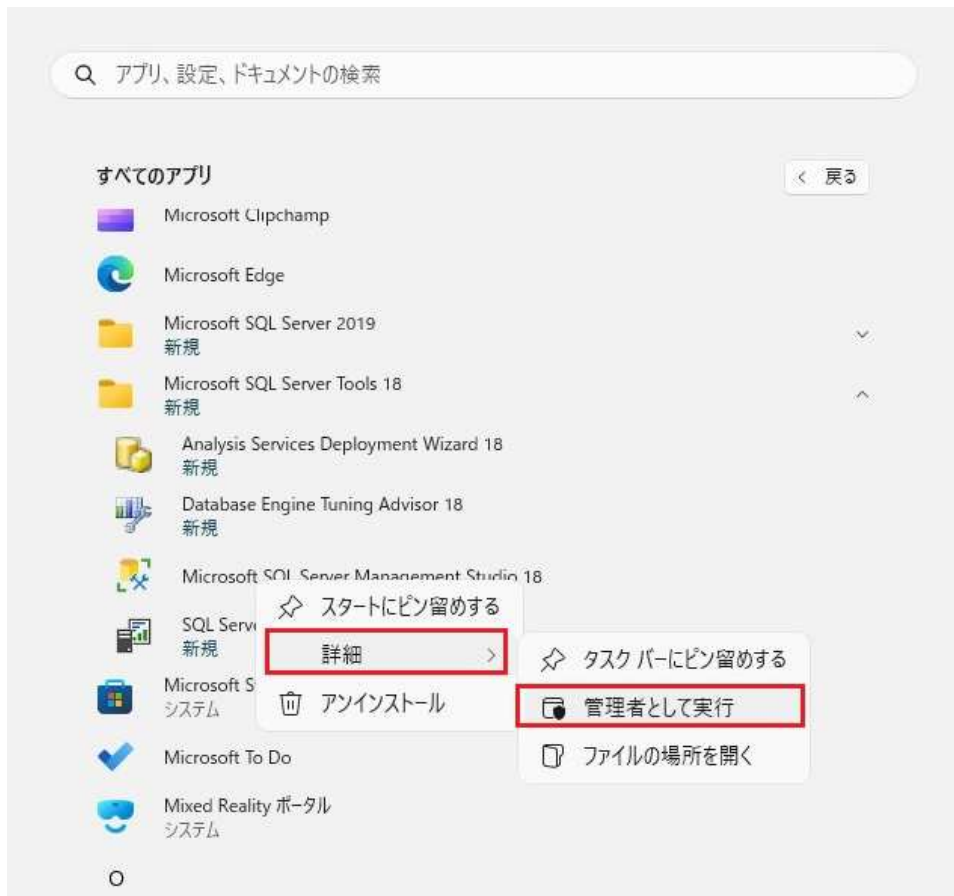 アプリ、設定、ドキュメントの検索
すべてのアプリ
戻る
Microsoft Clipchamp
Microsoft Edge
Microsoft SQL Server 2019
新規
Microsoft SQL Server Tools 18
新規
Analysis Services Deployment Wizard 18
新規
Database Engine Tuning Advisor 18
新規
Microsoft SQL Server Management Studio 18
スタートにピン留めする
SQL Serv
新規
詳細
タスク バーにピン留めする
Microsoft S
システム
アンインストール
管理者として実行
Microsoft To Do
ファイルの場所を開く
Mixed Reality ポータル
システム
O